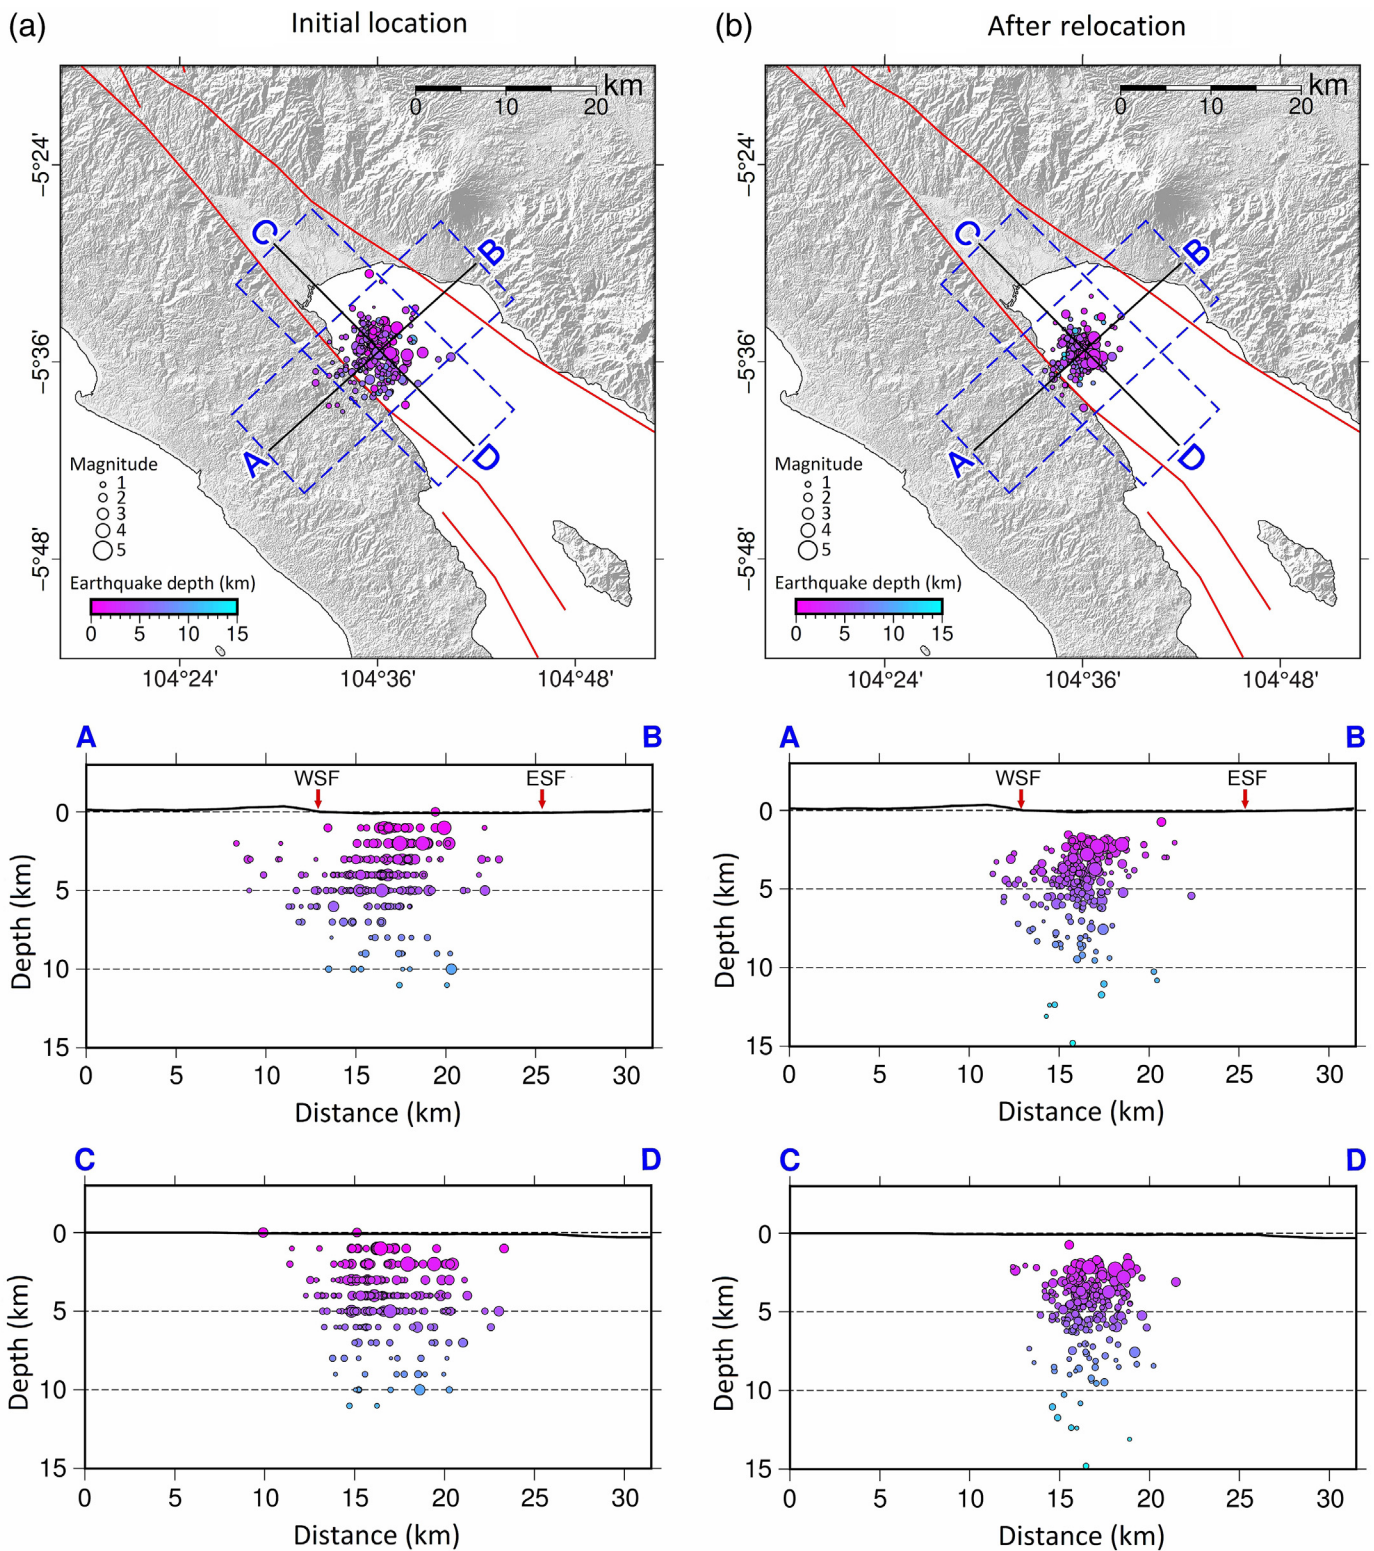 (a) Initial location
(b) After relocation
km
0 10 20
km
0 10 20
−5°24'
−5°36'
−5°48'
−5°24'
−5°36'
−5°48'
C
B
A
D
C
B
A
D
Magnitude
1
2
3
4
5
Earthquake depth (km)
0 5 10 15
Magnitude
1
2
3
4
5
Earthquake depth (km)
0 5 10 15
104°24' 104°36' 104°48'
104°24' 104°36' 104°48'
A B
WSF ESF
Depth (km)
0
5
10
15
0 5 10 15 20 25 30
Distance (km)
A B
WSF ESF
Depth (km)
0
5
10
15
0 5 10 15 20 25 30
Distance (km)
C D
Depth (km)
0
5
10
15
0 5 10 15 20 25 30
Distance (km)
C D
Depth (km)
0
5
10
15
0 5 10 15 20 25 30
Distance (km)